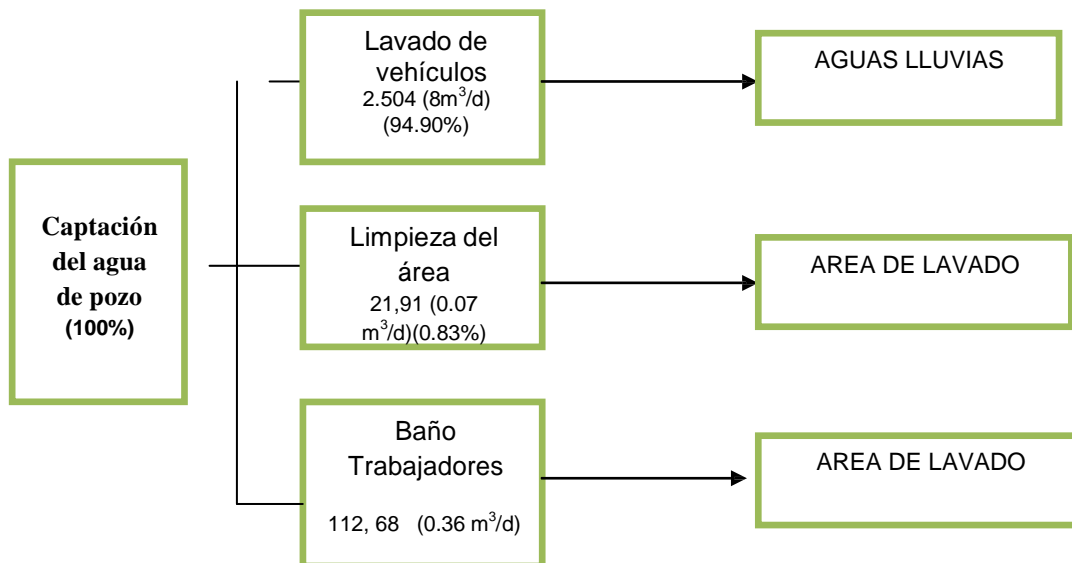 Lavado de
vehículos
2.504 (8m³/d)
(94.90%)
AGUAS LLUVIAS
Captación
del agua
de pozo
(100%)
Limpieza del
área
21,91 (0.07
m³/d)(0.83%)
AREA DE LAVADO
Baño
Trabajadores
112, 68 (0.36 m³/d)
AREA DE LAVADO